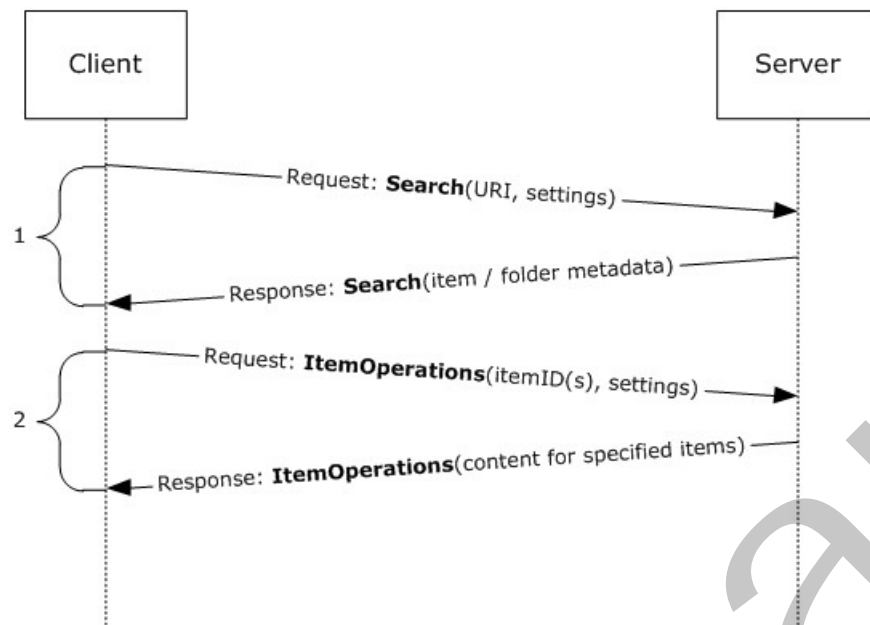 Client
Server
Request: Search(URI, settings)
1
Response: Search(item / folder metadata)
Request: ItemOperations(itemID(s), settings)
2
Response: ItemOperations(content for specified items)